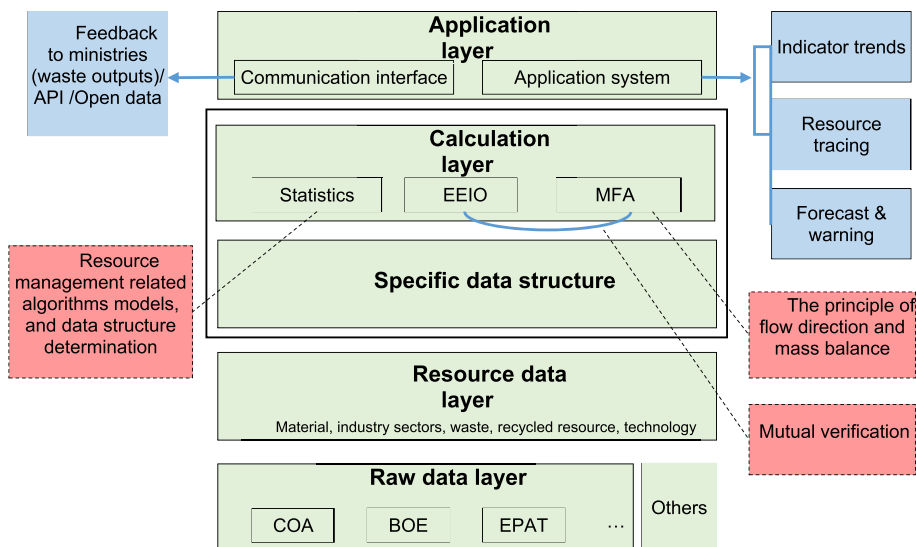 Feedback
to ministries
(waste outputs)/
API /Open data
Application
layer
Communication interface
Application system
Indicator trends
Resource
tracing
Forecast &
warning
Calculation
layer
Statistics
EEIO
MFA
Specific data structure
Resource
management related
algorithms models,
and data structure
determination
The principle of
flow direction and
mass balance
Mutual verification
Resource data
layer
Material, industry sectors, waste, recycled resource, technology
Raw data layer
COA
BOE
EPAT
...
Others